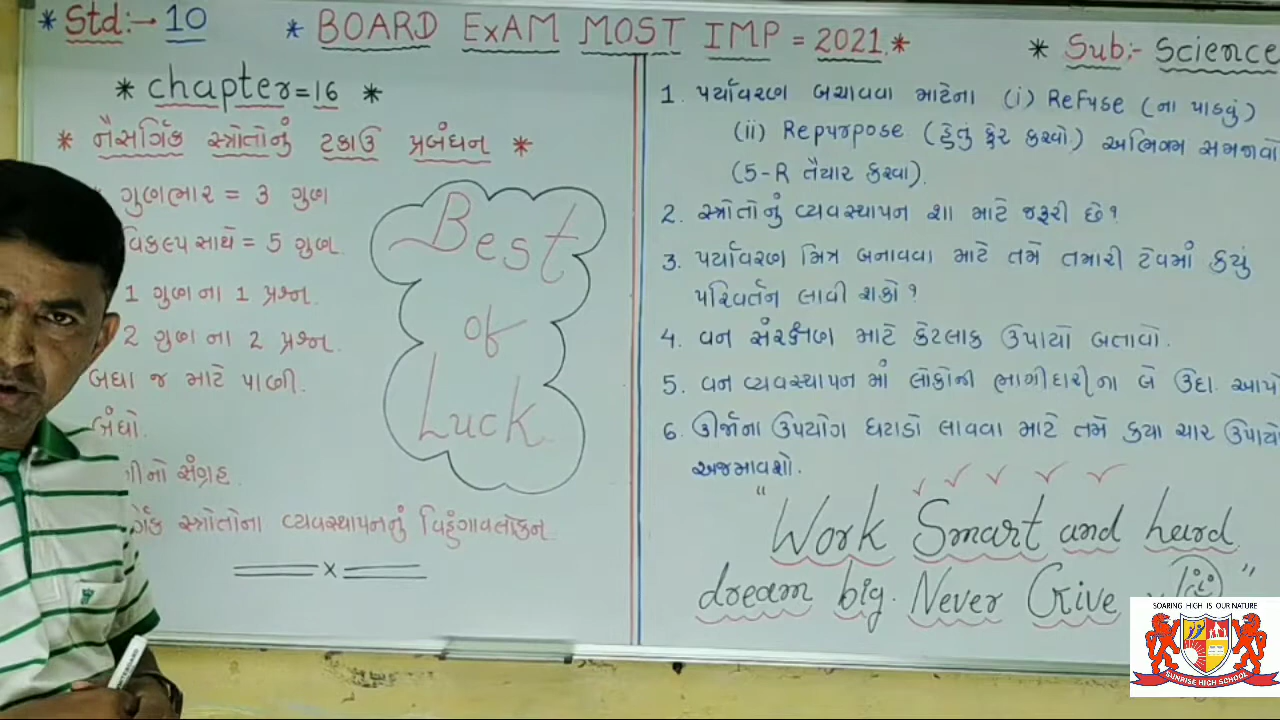 * Std:- 10 * BOARD ExAM MOST IMP = 2021.* * Sub:- Science
* chapter=16 *
* નૈસર્ગિક સ્ત્રોતોનું ટકાઉ પ્રબંધન *
ગુણભાર = 3 ગુણ
વિકલ્પ સાથે = 5 ગુણ.
1 ગુણ ના 1 પ્રશ્ન.
2 ગુણ ના 2 પ્રશ્ન.
બધા જ માટે પાણી.
બંધો.
સંગ્રહ.
સ્ત્રોતોના વ્યવસ્થાપનનું વિહંગાવલોકન.
x
Best
of
Luck
1. પર્યાવરણ બચાવવા માટેના (i) Refuse (ના પાડવું)
(ii) Repurpose (હેતું ફેર કરવો) અભિગમ સમજાવો
(5-R તૈયાર કરવા).
2. સ્ત્રોતોનું વ્યવસ્થાપન શા માટે જરૂરી છે?
3. પર્યાવરણ મિત્ર બનાવવા માટે તમે તમારી ટેવમાં કયું
પરિવર્તન લાવી શકો?
4. વન સંરક્ષણ માટે કેટલાક ઉપાયો બતાવો.
5. વન વ્યવસ્થાપન માં લોકોની ભાગીદારી ના બે ઉદા. આપો
6. ઊર્જાના ઉપયોગ ઘટાડો લાવવા માટે તમે કયા ચાર ઉપાયો
અજમાવશો.
"Work Smart and hard.
dream big. Never Give "
SOARING HIGH IS OUR NATURE
SUNRISE HIGH SCHOOL